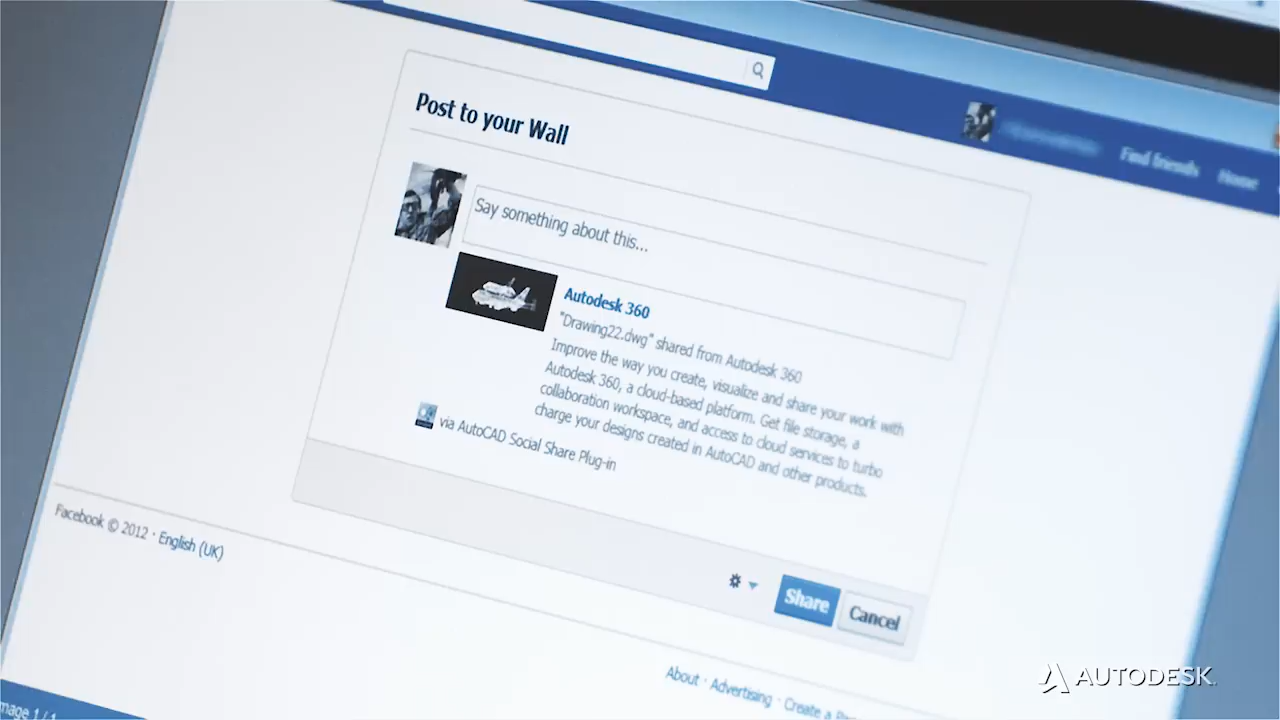 Find friends
Home
Post to your Wall
Say something about this...
Autodesk 360
"Drawing22.dwg" shared from Autodesk 360
Improve the way you create, visualize and share your work with
Autodesk 360, a cloud-based platform. Get file storage, a
collaboration workspace, and access to cloud services to turbo
charge your designs created in AutoCAD and other products.
via AutoCAD Social Share Plug-in
Share
Cancel
Facebook © 2012 · English (UK)
About · Advertising · Create a
mage 1 / 1
AUTODESK